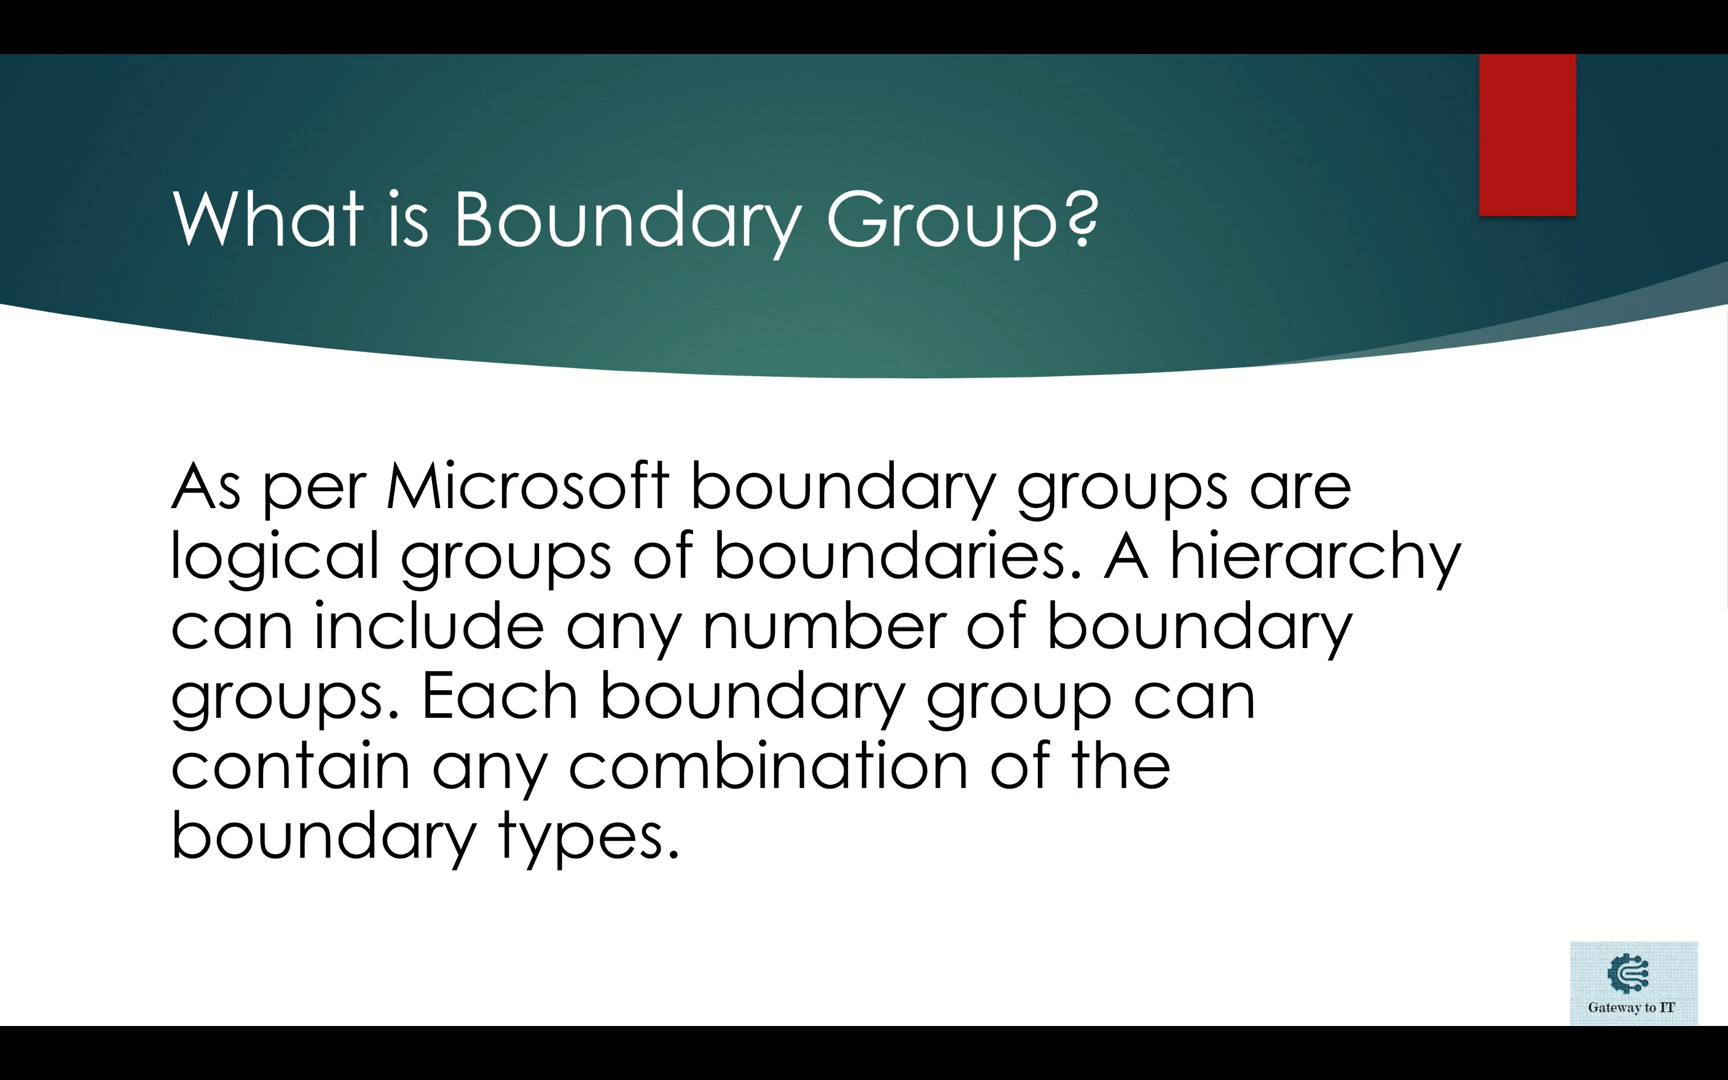 What is Boundary Group?
As per Microsoft boundary groups are
logical groups of boundaries. A hierarchy
can include any number of boundary
groups. Each boundary group can
contain any combination of the
boundary types.
Gateway to IT